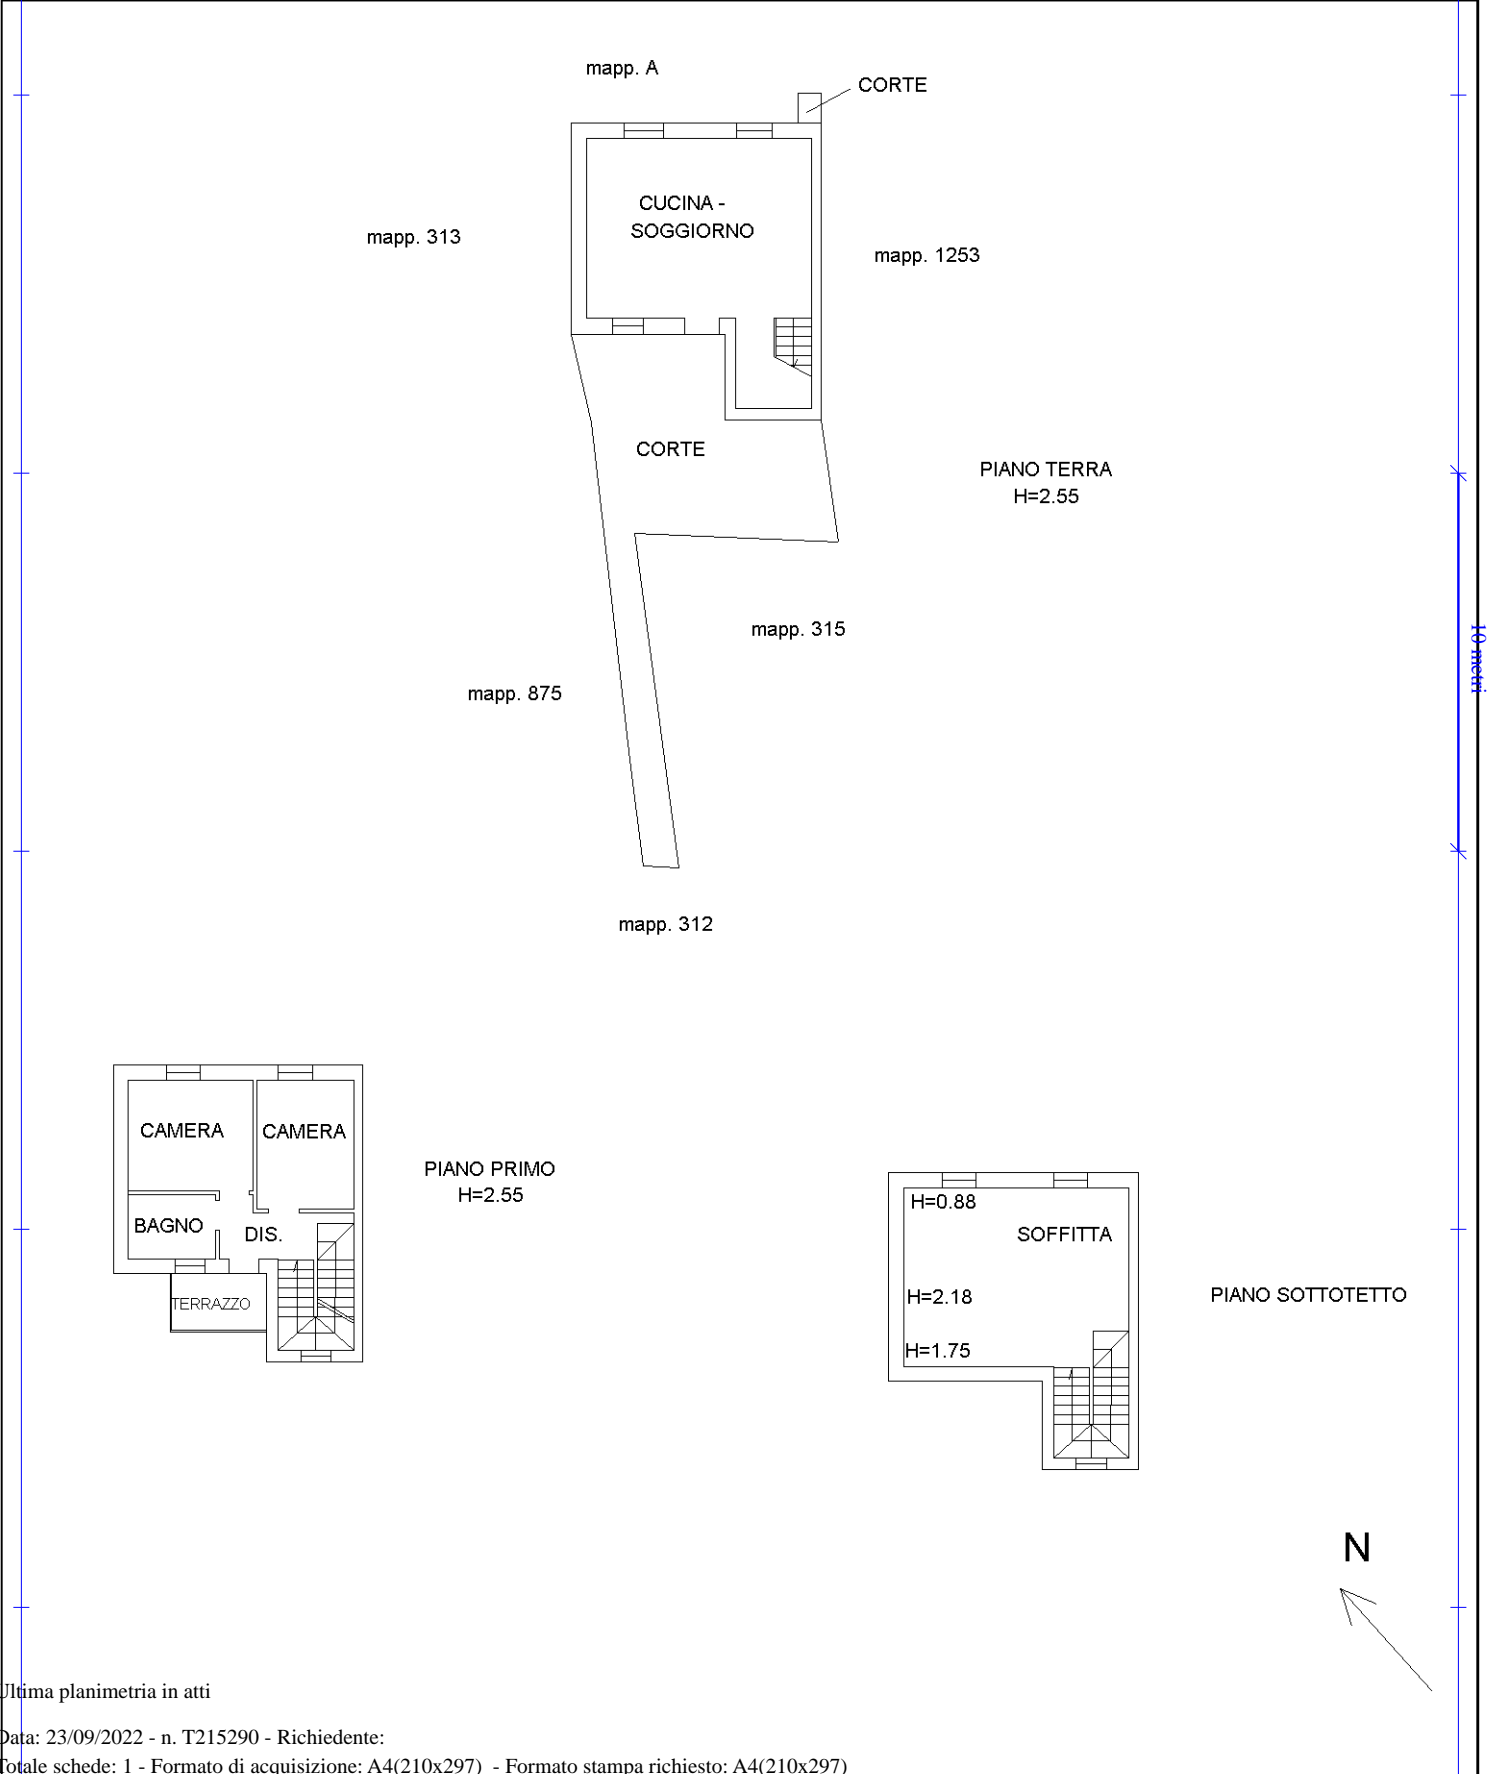 mapp. A
CORTE
CUCINA -
SOGGIORNO
mapp. 313
mapp. 1253
CORTE
PIANO TERRA
H=2.55
10 metri
mapp. 315
mapp. 875
mapp. 312
CAMERA
CAMERA
PIANO PRIMO
H=2.55
BAGNO
DIS.
TERRAZZO
H=0.88
SOFFITTA
H=2.18
PIANO SOTTOTETTO
H=1.75
N
Ultima planimetria in atti
Data: 23/09/2022 - n. T215290 - Richiedente:
Totale schede: 1 - Formato di acquisizione: A4(210x297) - Formato stampa richiesto: A4(210x297)